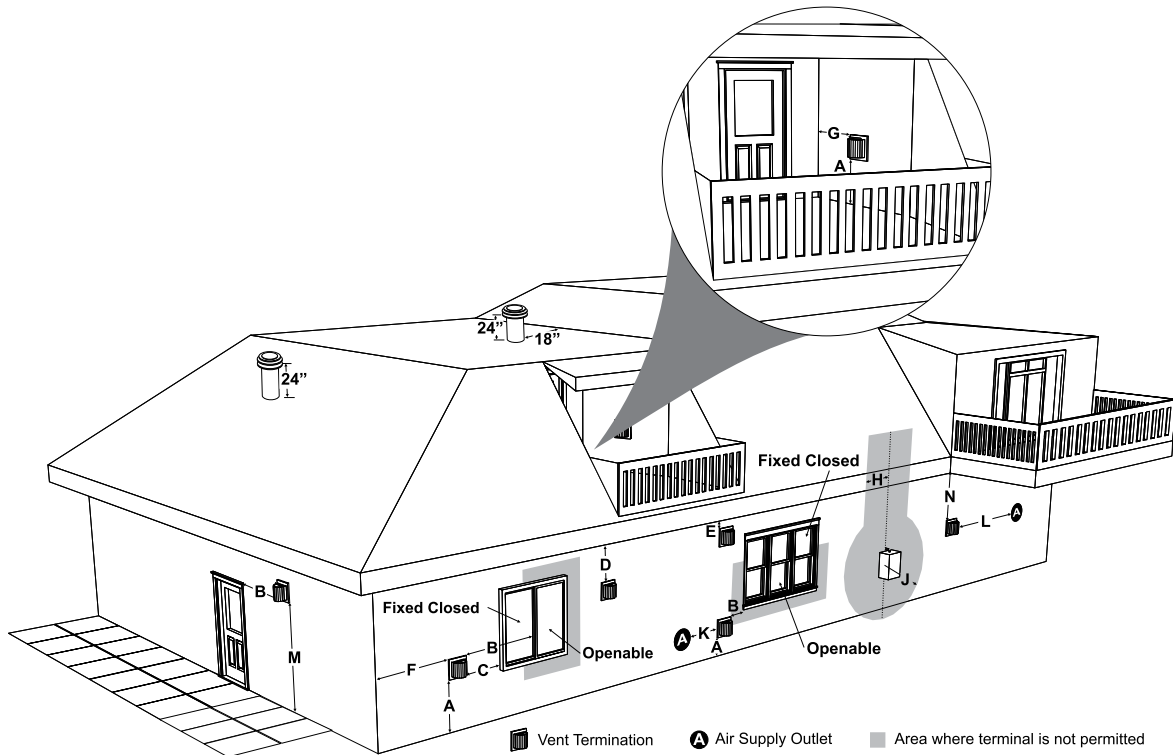 G
A
24”
18”
24”
Fixed Closed
H
N
L
A
E
D
J
B
B
Fixed Closed
B
K
A
A
Openable
Openable
M
F
B
C
A
Vent Termination
A Air Supply Outlet
Area where terminal is not permitted